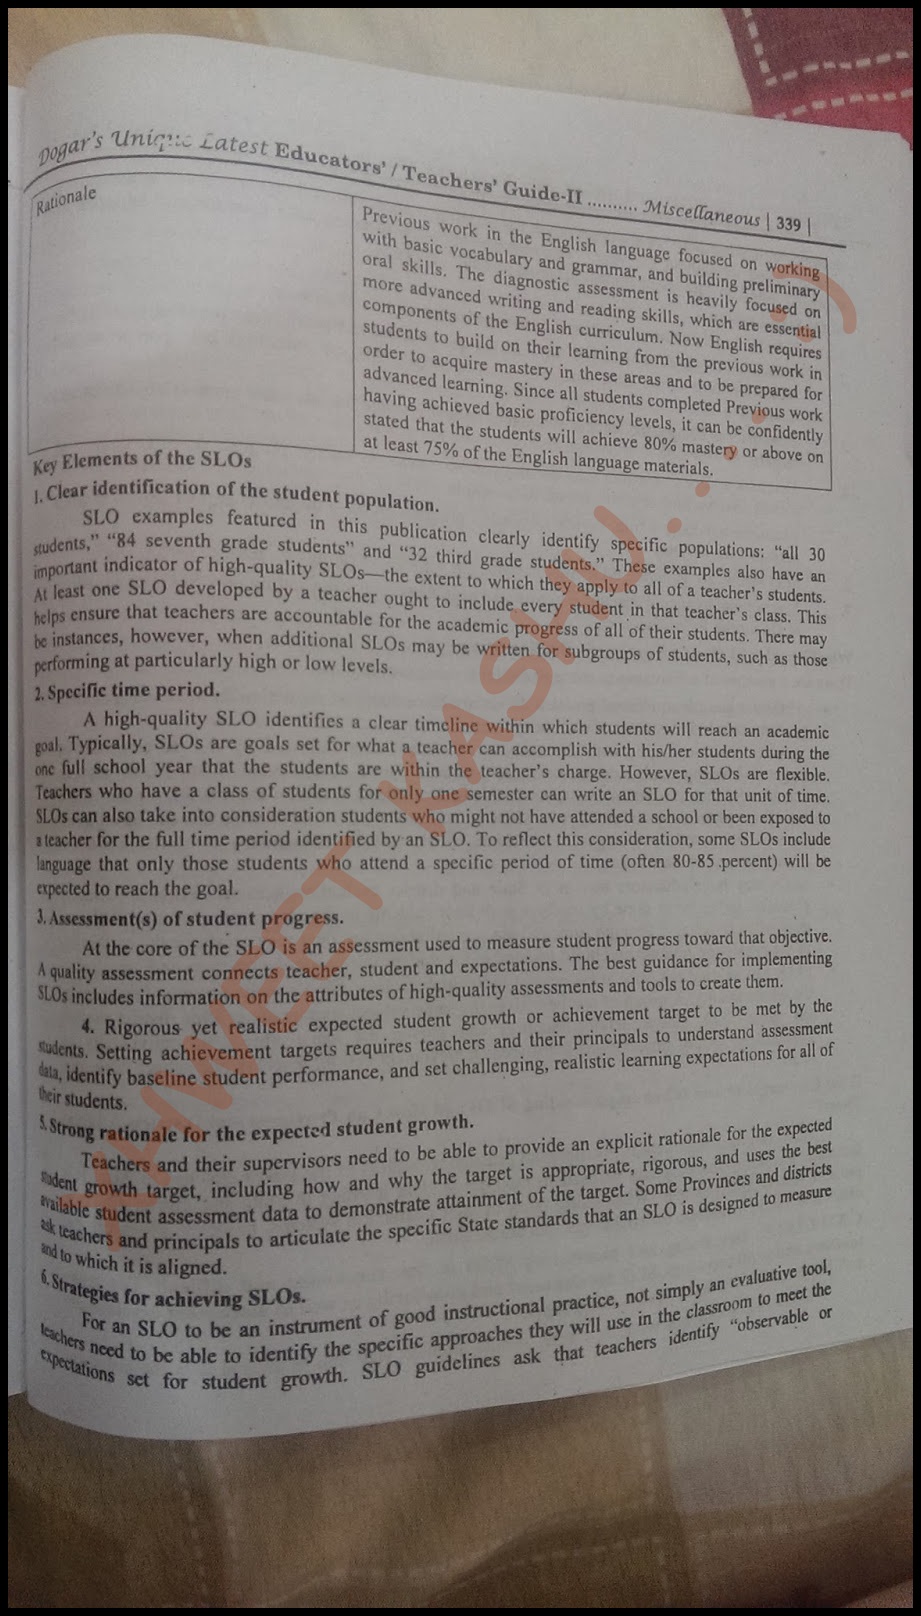 Dogar's Unique Latest Educators' / Teachers' Guide-II .......... Miscellaneous | 339 |
Rationale
Previous work in the English language focused on working
with basic vocabulary and grammar, and building preliminary
oral skills. The diagnostic assessment is heavily focused on
more advanced writing and reading skills, which are essential
components of the English curriculum. Now English requires
students to build on their learning from the previous work in
order to acquire mastery in these areas and to be prepared for
advanced learning. Since all students completed Previous work
having achieved basic proficiency levels, it can be confidently
stated that the students will achieve 80% mastery or above on
at least 75% of the English language materials.
Key Elements of the SLOs
1. Clear identification of the student population.
SLO examples featured in this publication clearly identify specific populations: "all 30
students," "84 seventh grade students" and "32 third grade students." These examples also have an
important indicator of high-quality SLOs—the extent to which they apply to all of a teacher's students.
At least one SLO developed by a teacher ought to include every student in that teacher's class. This
helps ensure that teachers are accountable for the academic progress of all of their students. There may
be instances, however, when additional SLOs may be written for subgroups of students, such as those
performing at particularly high or low levels.
2. Specific time period.
A high-quality SLO identifies a clear timeline within which students will reach an academic
goal. Typically, SLOs are goals set for what a teacher can accomplish with his/her students during the
one full school year that the students are within the teacher's charge. However, SLOs are flexible.
Teachers who have a class of students for only one semester can write an SLO for that unit of time.
SLOs can also take into consideration students who might not have attended a school or been exposed to
a teacher for the full time period identified by an SLO. To reflect this consideration, some SLOs include
language that only those students who attend a specific period of time (often 80-85 percent) will be
expected to reach the goal.
3. Assessment(s) of student progress.
At the core of the SLO is an assessment used to measure student progress toward that objective.
A quality assessment connects teacher, student and expectations. The best guidance for implementing
SLOs includes information on the attributes of high-quality assessments and tools to create them.
4. Rigorous yet realistic expected student growth or achievement target to be met by the
students. Setting achievement targets requires teachers and their principals to understand assessment
data, identify baseline student performance, and set challenging, realistic learning expectations for all of
their students.
5. Strong rationale for the expected student growth.
Teachers and their supervisors need to be able to provide an explicit rationale for the expected
student growth target, including how and why the target is appropriate, rigorous, and uses the best
available student assessment data to demonstrate attainment of the target. Some Provinces and districts
ask teachers and principals to articulate the specific State standards that an SLO is designed to measure
and to which it is aligned.
6. Strategies for achieving SLOs.
For an SLO to be an instrument of good instructional practice, not simply an evaluative tool,
teachers need to be able to identify the specific approaches they will use in the classroom to meet the
expectations set for student growth. SLO guidelines ask that teachers identify "observable or
XHWEET KASHU. . . :)